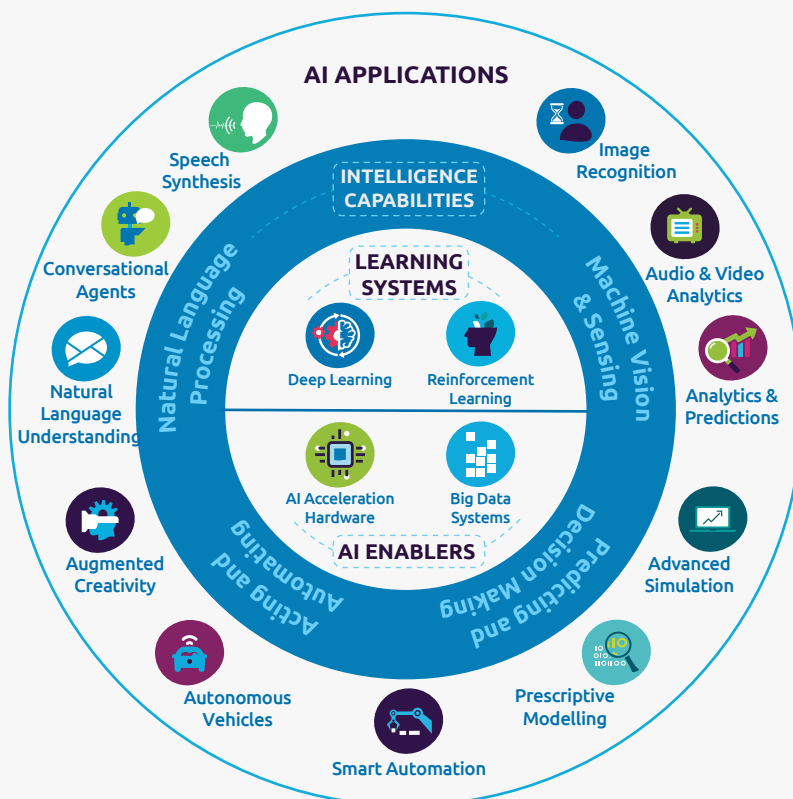 AI APPLICATIONS
Speech
Synthesis
Image
Recognition
INTELLIGENCE
CAPABILITIES
Conversational
Agents
Audio & Video
Analytics
Natural Language
Processing
Machine Vision
& Sensing
LEARNING
SYSTEMS
Deep Learning
Reinforcement
Learning
Natural
Language
Understanding
Analytics &
Predictions
AI Acceleration
Hardware
Big Data
Systems
AI ENABLERS
Augmented
Creativity
Acting and
Automating
Predicting and
Decision Making
Advanced
Simulation
Autonomous
Vehicles
Prescriptive
Modelling
Smart Automation